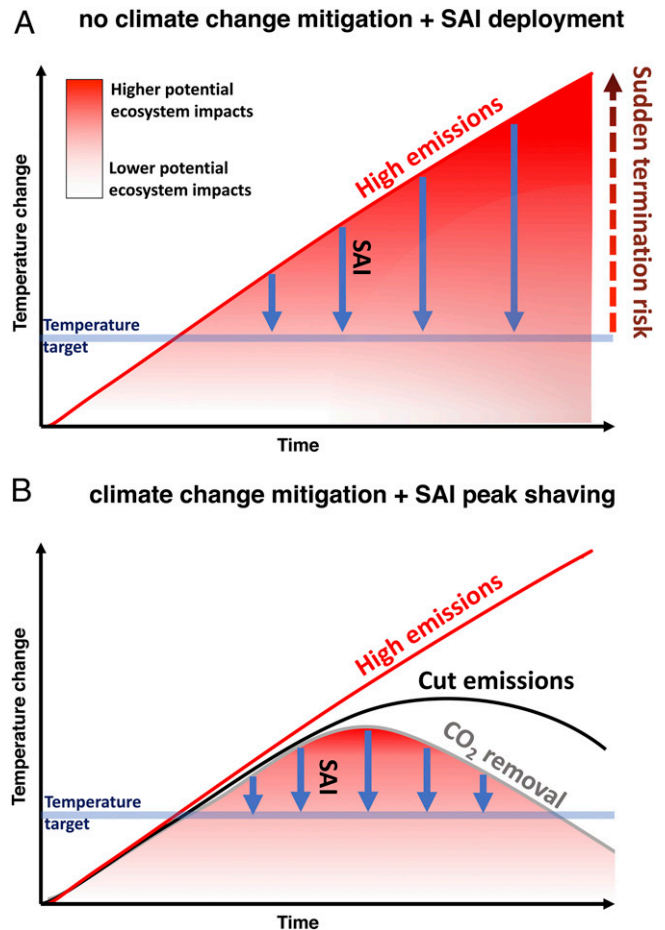 A
no climate change mitigation + SAI deployment
Higher potential
ecosystem impacts
Lower potential
ecosystem impacts
High emissions
SAI
Sudden termination risk
Temperature change
Temperature
target
Time
B
climate change mitigation + SAI peak shaving
High emissions
Cut emissions
CO₂ removal
SAI
Temperature change
Temperature
target
Time